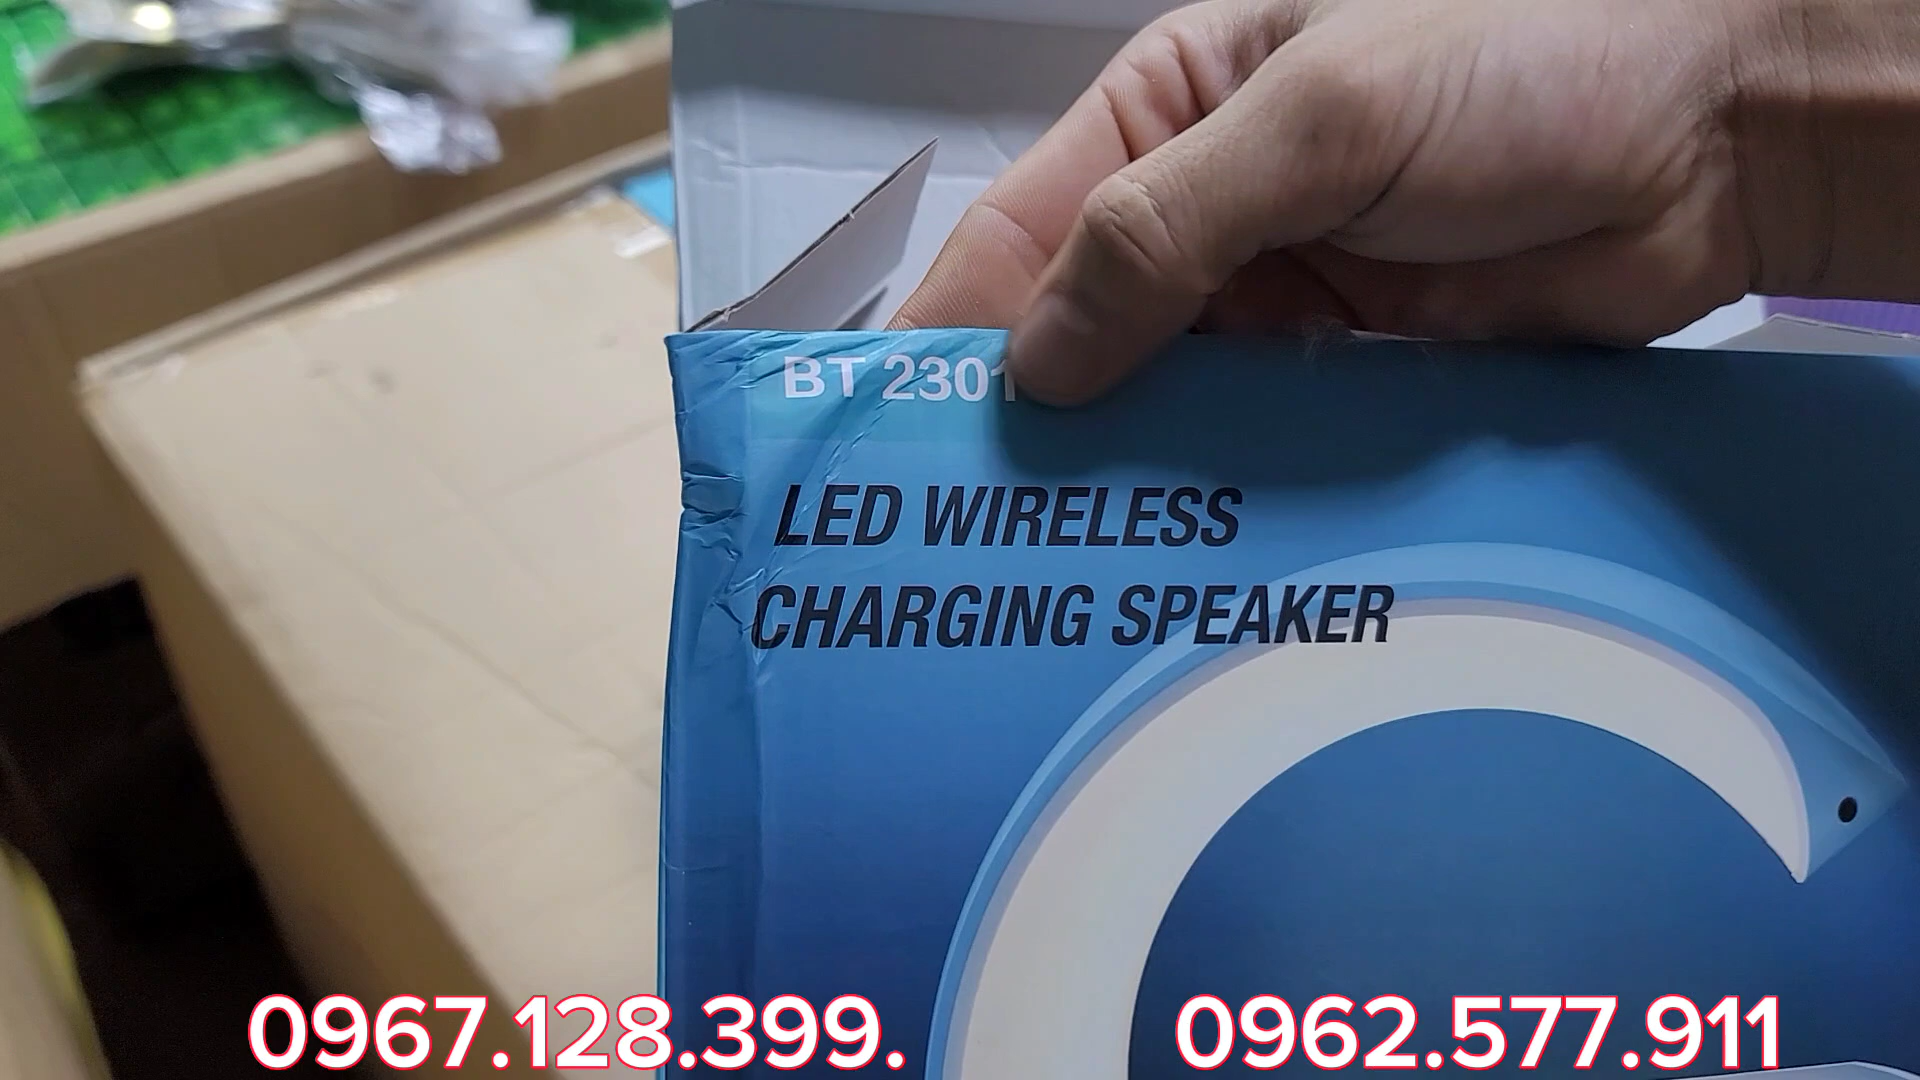 BT 2301
LED WIRELESS
CHARGING SPEAKER
0967.128.399.
0962.577.911